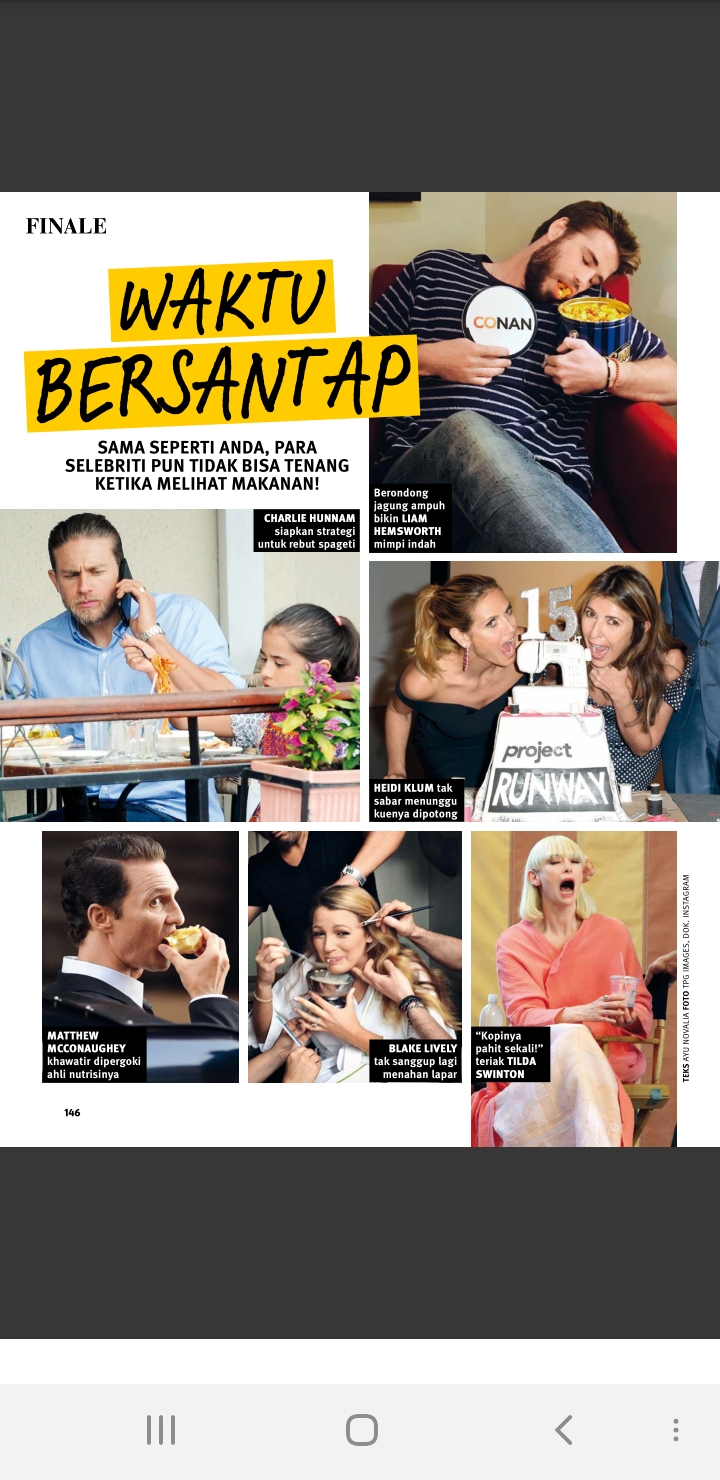 FINALE
WAKTU
BERSANTAP
SAMA SEPERTI ANDA, PARA
SELEBRITI PUN TIDAK BISA TENANG
KETIKA MELIHAT MAKANAN!
CONAN
Berondong
jagung ampuh
bikin LIAM
HEMSWORTH
mimpi indah
CHARLIE HUNNAM
siapkan strategi
untuk rebut spageti
15
project
RUNWAY
HEIDI KLUM tak
sabar menunggu
kuenya dipotong
MATTHEW
MCCONAUGHEY
khawatir dipergoki
ahli nutrisinya
BLAKE LIVELY
tak sanggup lagi
menahan lapar
"Kopinya
pahit sekali!"
teriak TILDA
SWINTON
TEKS AYU NOVALIA FOTO TPG IMAGES, DOK. INSTAGRAM
146